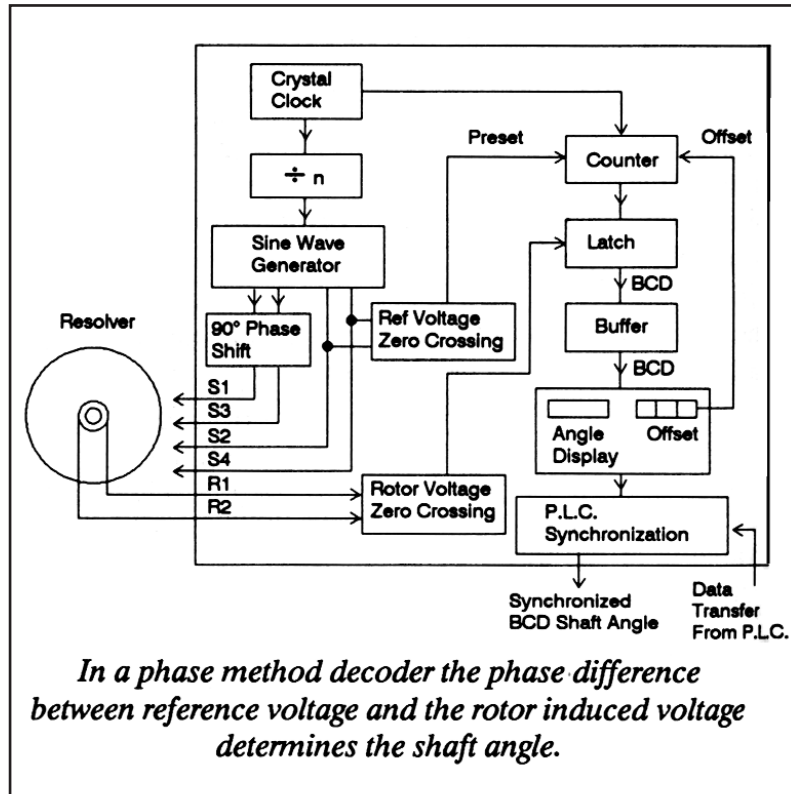 Crystal
Clock
Preset
Offset
Counter
÷ n
Sine Wave
Generator
Latch
BCD
Resolver
90° Phase
Shift
Ref Voltage
Zero Crossing
Buffer
BCD
S1
S3
S2
S4
R1
R2
Angle
Display
Offset
Rotor Voltage
Zero Crossing
P.L.C.
Synchronization
Synchronized
BCD Shaft Angle
Data
Transfer
From P.L.C.
In a phase method decoder the phase difference
between reference voltage and the rotor induced voltage
determines the shaft angle.